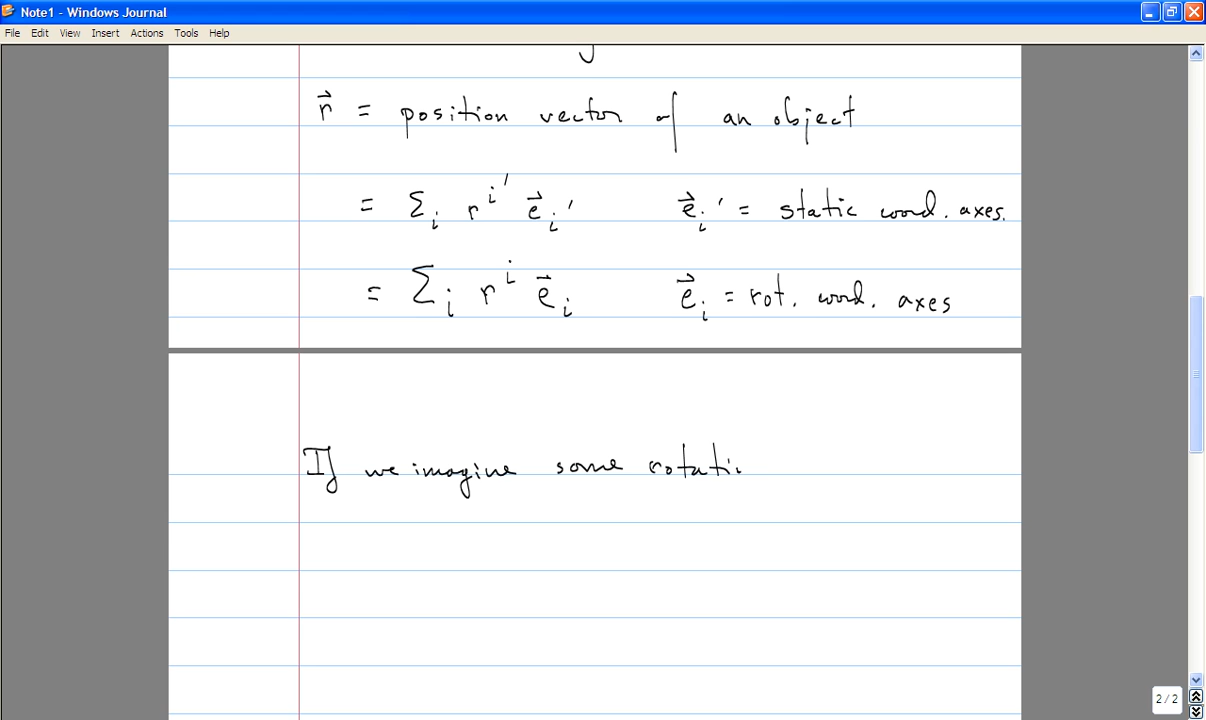 Note1 - Windows Journal
File Edit View Insert Actions Tools Help
r⃗ = position vector of an object
= Σᵢ rⁱ′ e⃗ᵢ′ e⃗ᵢ′ = static coord. axes.
= Σᵢ rⁱ e⃗ᵢ e⃗ᵢ = rot. coord. axes
If we imagine some rotati
2 / 2